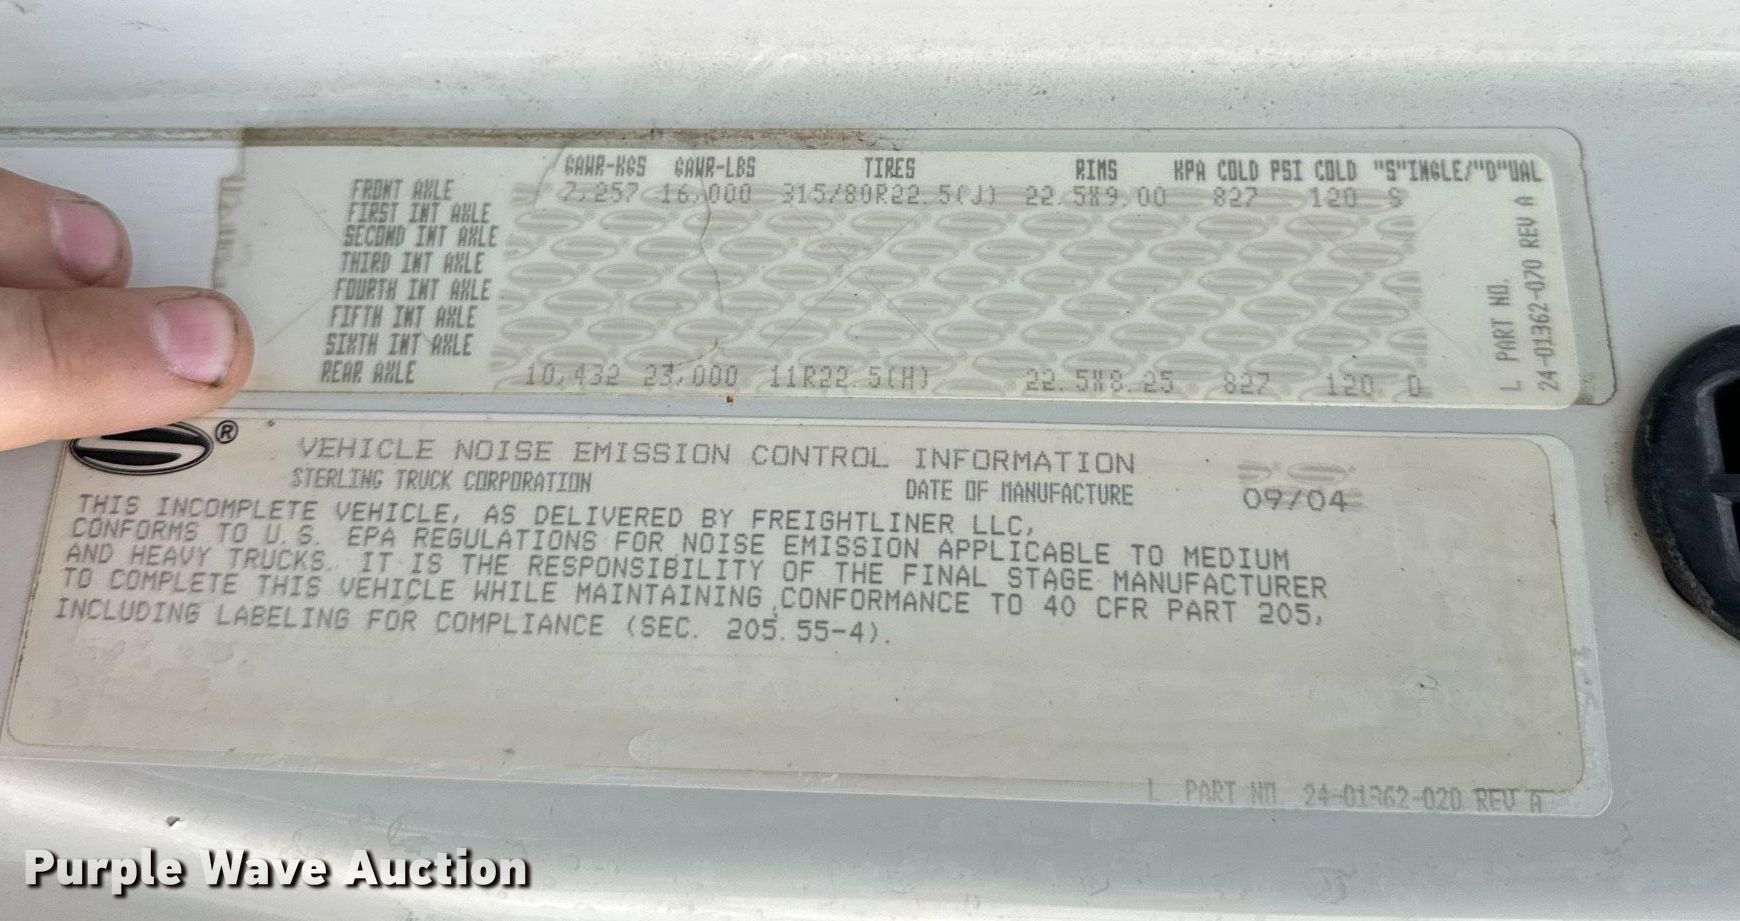 GAWR-KGS GAWR-LBS TIRES RIMS KPA COLD PSI COLD "S"INGLE/"D"UAL
FRONT AXLE 7,257 16,000 315/80R22.5(J) 22.5X9.00 827 120 S
FIRST INT AXLE
SECOND INT AXLE
THIRD INT AXLE
FOURTH INT AXLE
FIFTH INT AXLE
SIXTH INT AXLE
REAR AXLE 10,432 23,000 11R22.5(H) 22.5X8.25 827 120 D
L PART NO.
24-01362-070 REV A
®
VEHICLE NOISE EMISSION CONTROL INFORMATION
STERLING TRUCK CORPORATION DATE OF MANUFACTURE 09/04
THIS INCOMPLETE VEHICLE, AS DELIVERED BY FREIGHTLINER LLC,
CONFORMS TO U.S. EPA REGULATIONS FOR NOISE EMISSION APPLICABLE TO MEDIUM
AND HEAVY TRUCKS. IT IS THE RESPONSIBILITY OF THE FINAL STAGE MANUFACTURER
TO COMPLETE THIS VEHICLE WHILE MAINTAINING CONFORMANCE TO 40 CFR PART 205,
INCLUDING LABELING FOR COMPLIANCE (SEC. 205.55-4).
L PART NO. 24-01362-020 REV A
Purple Wave Auction